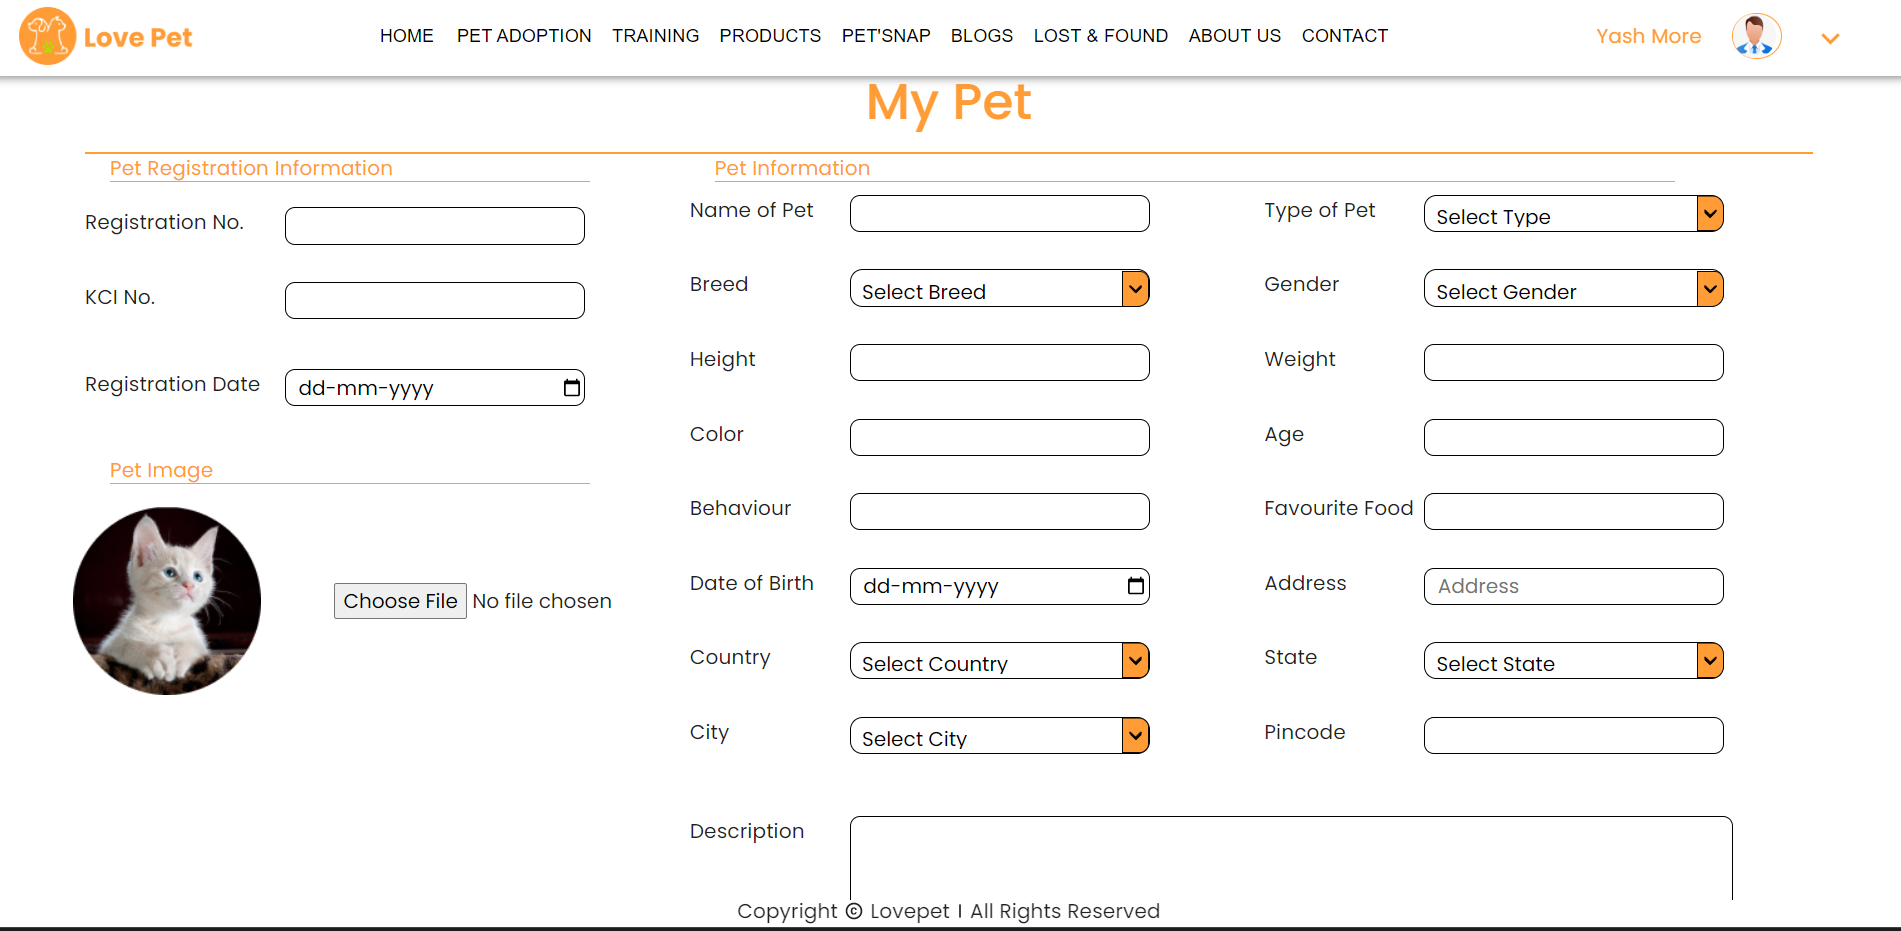 Love Pet
HOME PET ADOPTION TRAINING PRODUCTS PET'SNAP BLOGS LOST & FOUND ABOUT US CONTACT
Yash More
My Pet
Pet Registration Information
Registration No.
KCI No.
Registration Date dd-mm-yyyy
Pet Image
Choose File No file chosen
Pet Information
Name of Pet
Type of Pet Select Type
Breed Select Breed
Gender Select Gender
Height
Weight
Color
Age
Behaviour
Favourite Food
Date of Birth dd-mm-yyyy
Address Address
Country Select Country
State Select State
City Select City
Pincode
Description
Copyright © Lovepet I All Rights Reserved